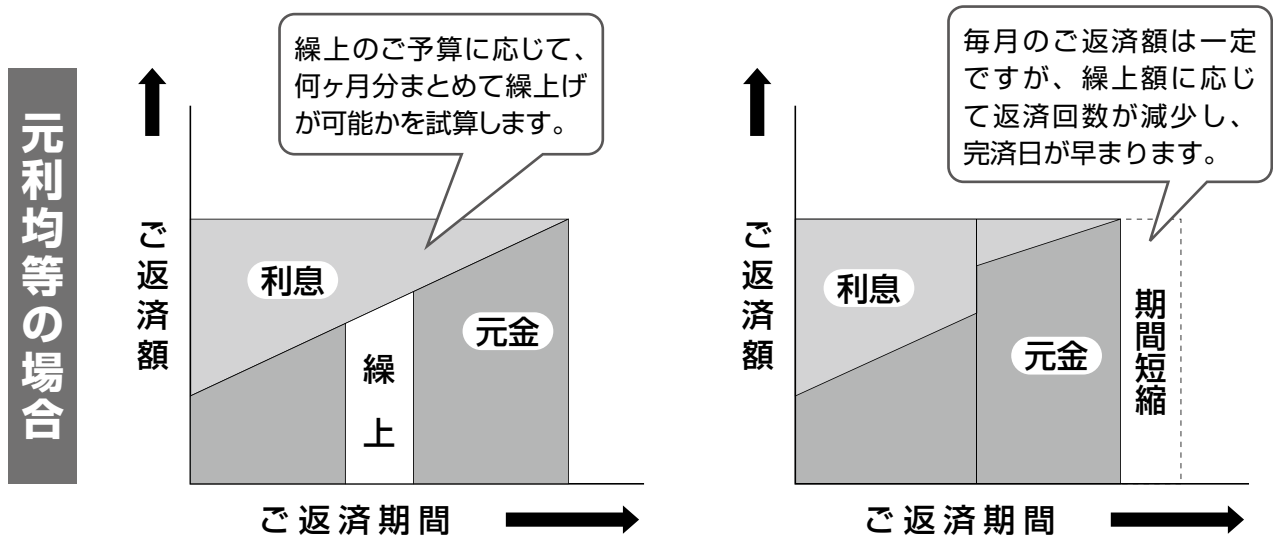 元利均等の場合
繰上のご予算に応じて、
何ヶ月分まとめて繰上げ
が可能かを試算します。
ご返済額
利息
元金
繰上
ご返済期間
毎月のご返済額は一定
ですが、繰上額に応じ
て返済回数が減少し、
完済日が早まります。
ご返済額
利息
元金
期間短縮
ご返済期間